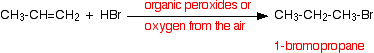 organic peroxides or
CH₃-CH=CH₂ + HBr CH₃-CH₂-CH₂-Br
oxygen from the air
1-bromopropane